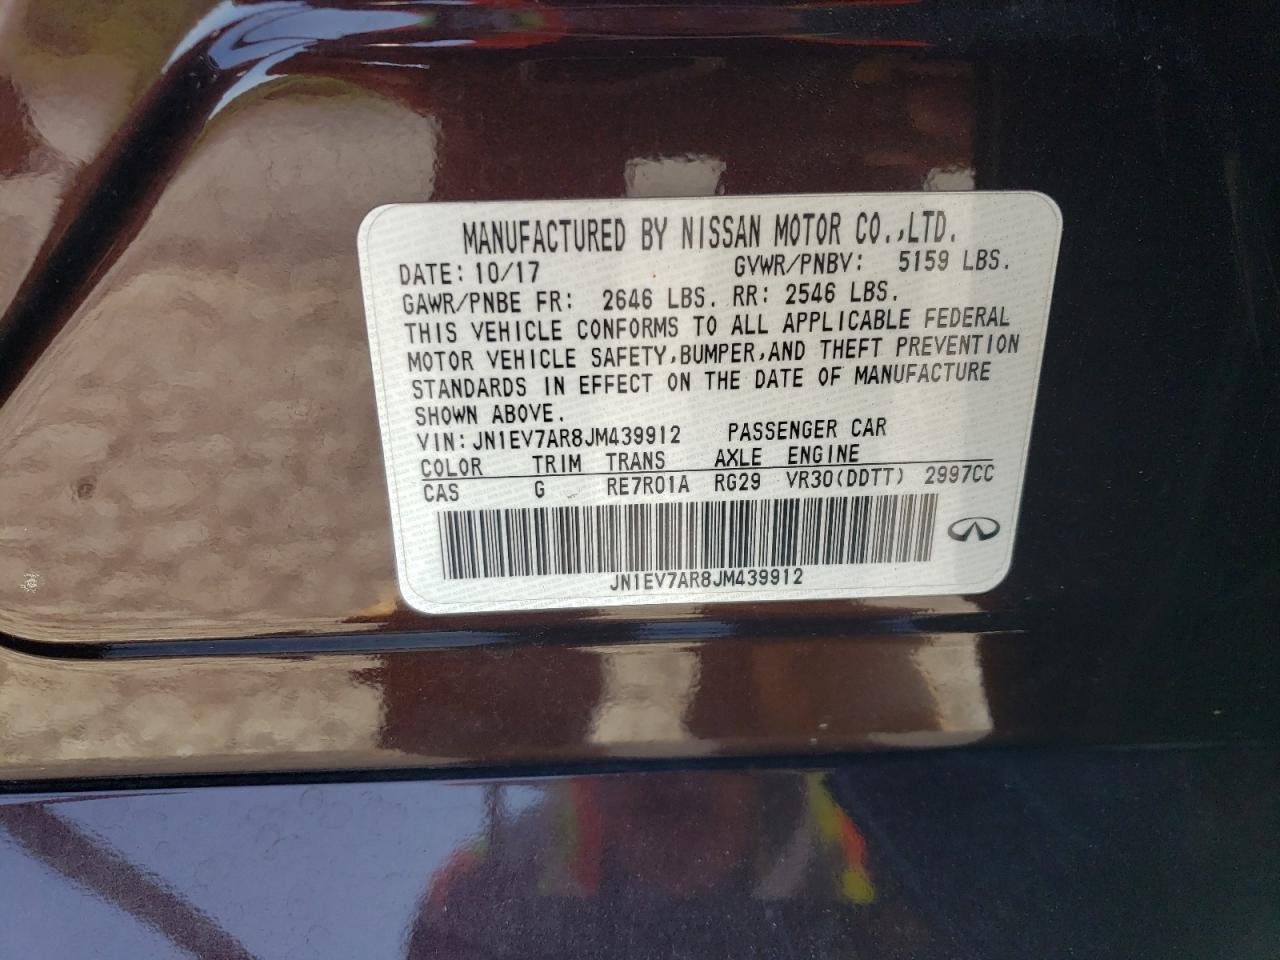 MANUFACTURED BY NISSAN MOTOR CO.,LTD.
DATE: 10/17 GVWR/PNBV: 5159 LBS.
GAWR/PNBE FR: 2646 LBS. RR: 2546 LBS.
THIS VEHICLE CONFORMS TO ALL APPLICABLE FEDERAL
MOTOR VEHICLE SAFETY,BUMPER,AND THEFT PREVENTION
STANDARDS IN EFFECT ON THE DATE OF MANUFACTURE
SHOWN ABOVE.
VIN: JN1EV7AR8JM439912 PASSENGER CAR
COLOR TRIM TRANS AXLE ENGINE
CAS G RE7R01A RG29 VR30(DDTT) 2997CC
JN1EV7AR8JM439912